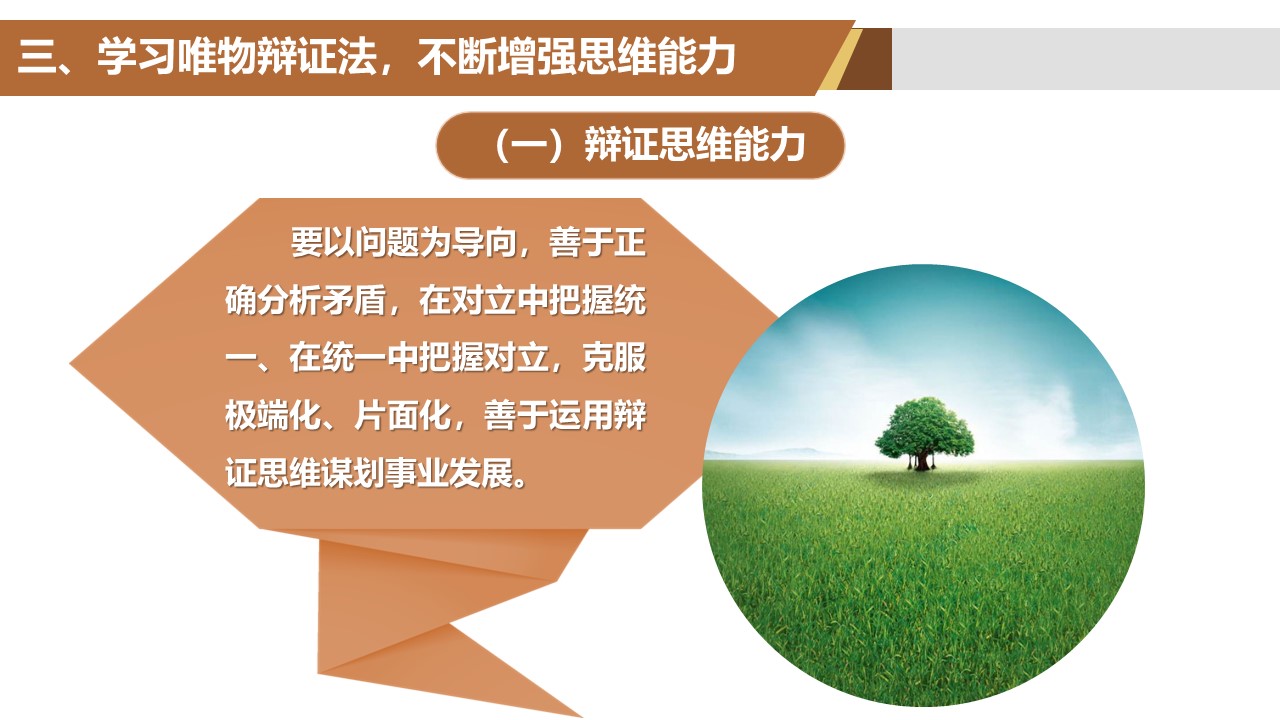 三、学习唯物辩证法，不断增强思维能力
（一）辩证思维能力
要以问题为导向，善于正
确分析矛盾，在对立中把握统
一、在统一中把握对立，克服
极端化、片面化，善于运用辩
证思维谋划事业发展。